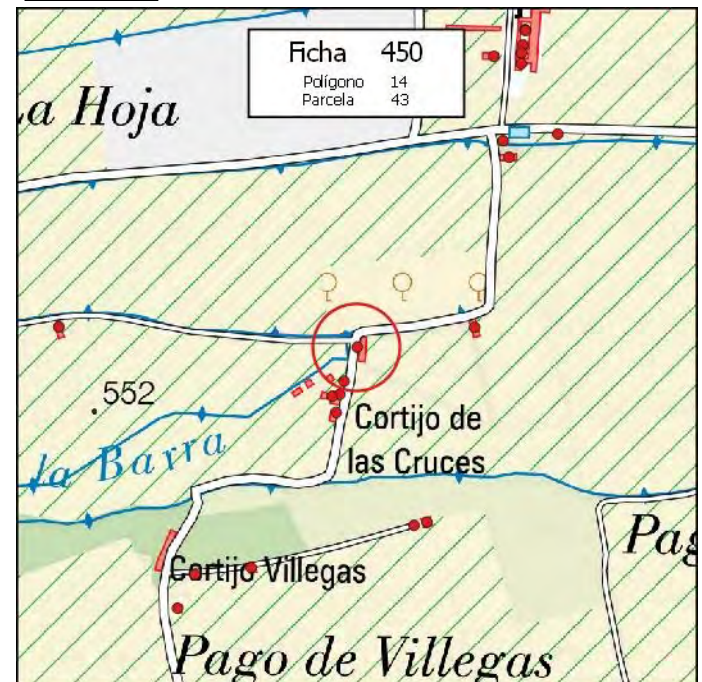 Ficha 450
Polígono 14
Parcela 43
a Hoja
.552
la Barra
Cortijo de
las Cruces
Pag
Cortijo Villegas
Pago de Villegas